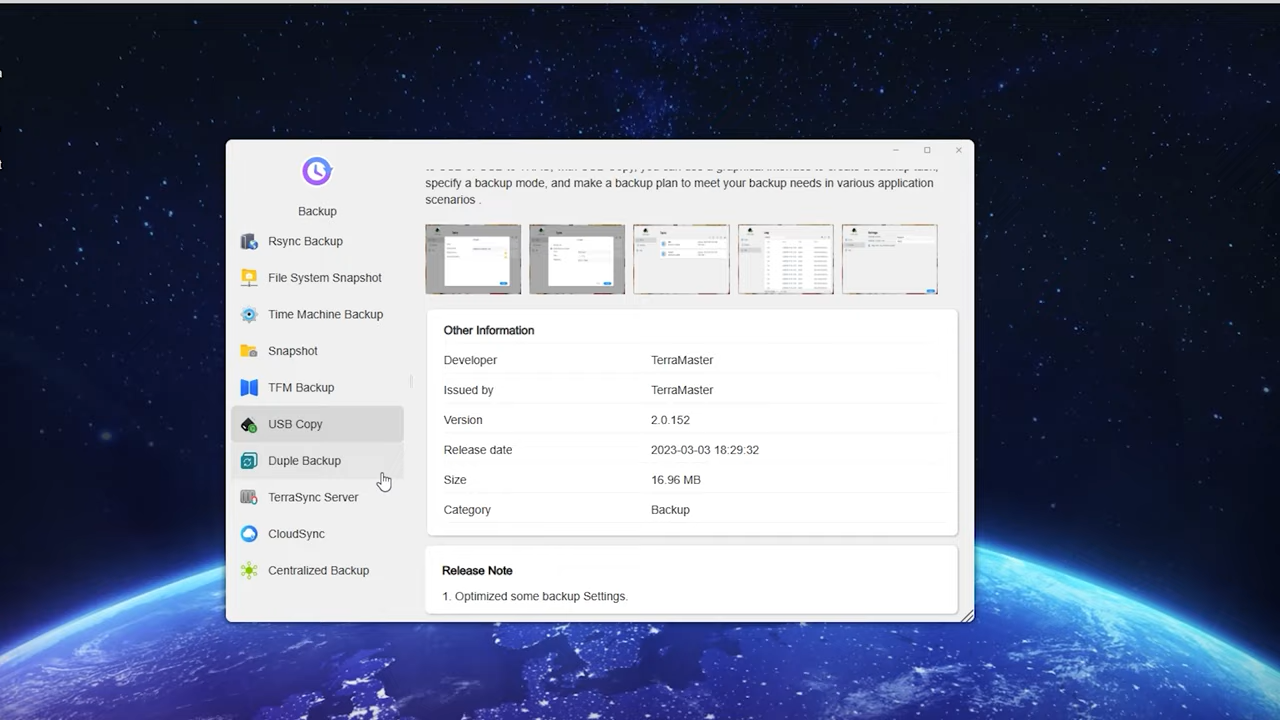 Backup
Rsync Backup
File System Snapshot
Time Machine Backup
Snapshot
TFM Backup
USB Copy
Duple Backup
TerraSync Server
CloudSync
Centralized Backup
specify a backup mode, and make a backup plan to meet your backup needs in various application
scenarios .
Other Information
Developer TerraMaster
Issued by TerraMaster
Version 2.0.152
Release date 2023-03-03 18:29:32
Size 16.96 MB
Category Backup
Release Note
1. Optimized some backup Settings.